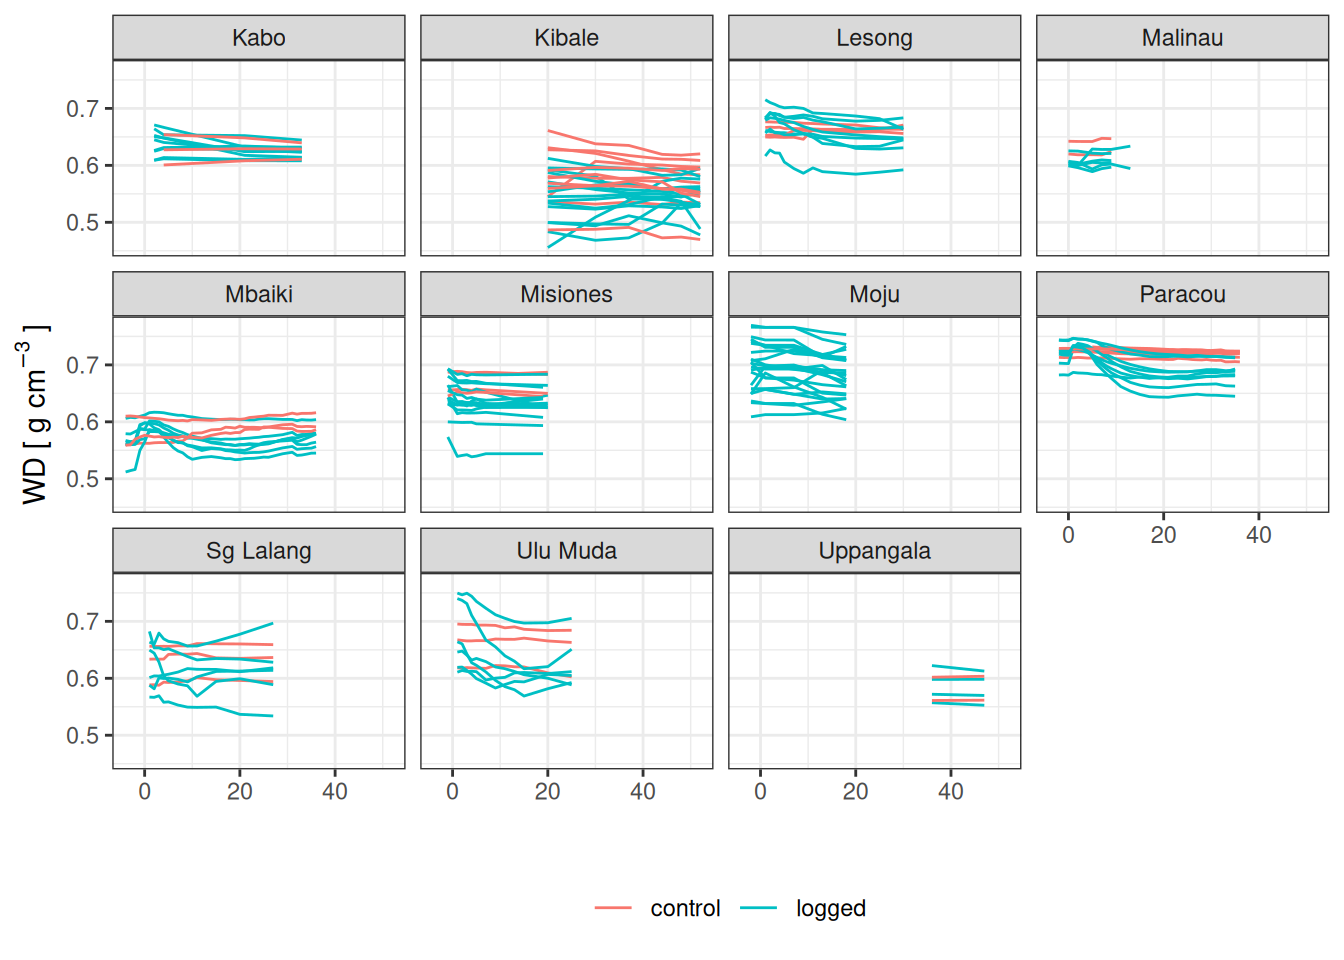 Kabo Kibale Lesong Malinau
0.7
0.6
0.5
Mbaiki Misiones Moju Paracou
0.7
0.6
0.5
WD [ g cm⁻³ ]
0 20 40
Sg Lalang Ulu Muda Uppangala
0.7
0.6
0.5
0 20 40 0 20 40 0 20 40
control logged